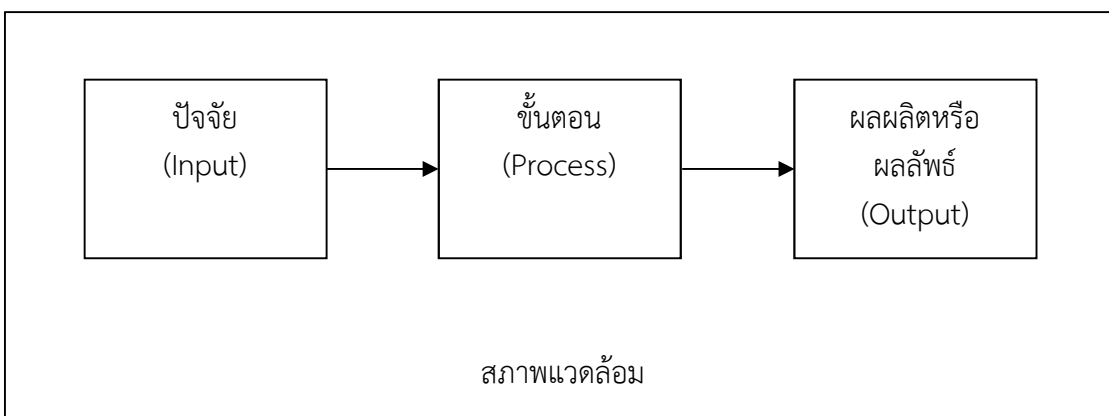 ปัจจัย
(Input)
ขั้นตอน
(Process)
ผลผลิตหรือ
ผลลัพธ์
(Output)
สภาพแวดล้อม